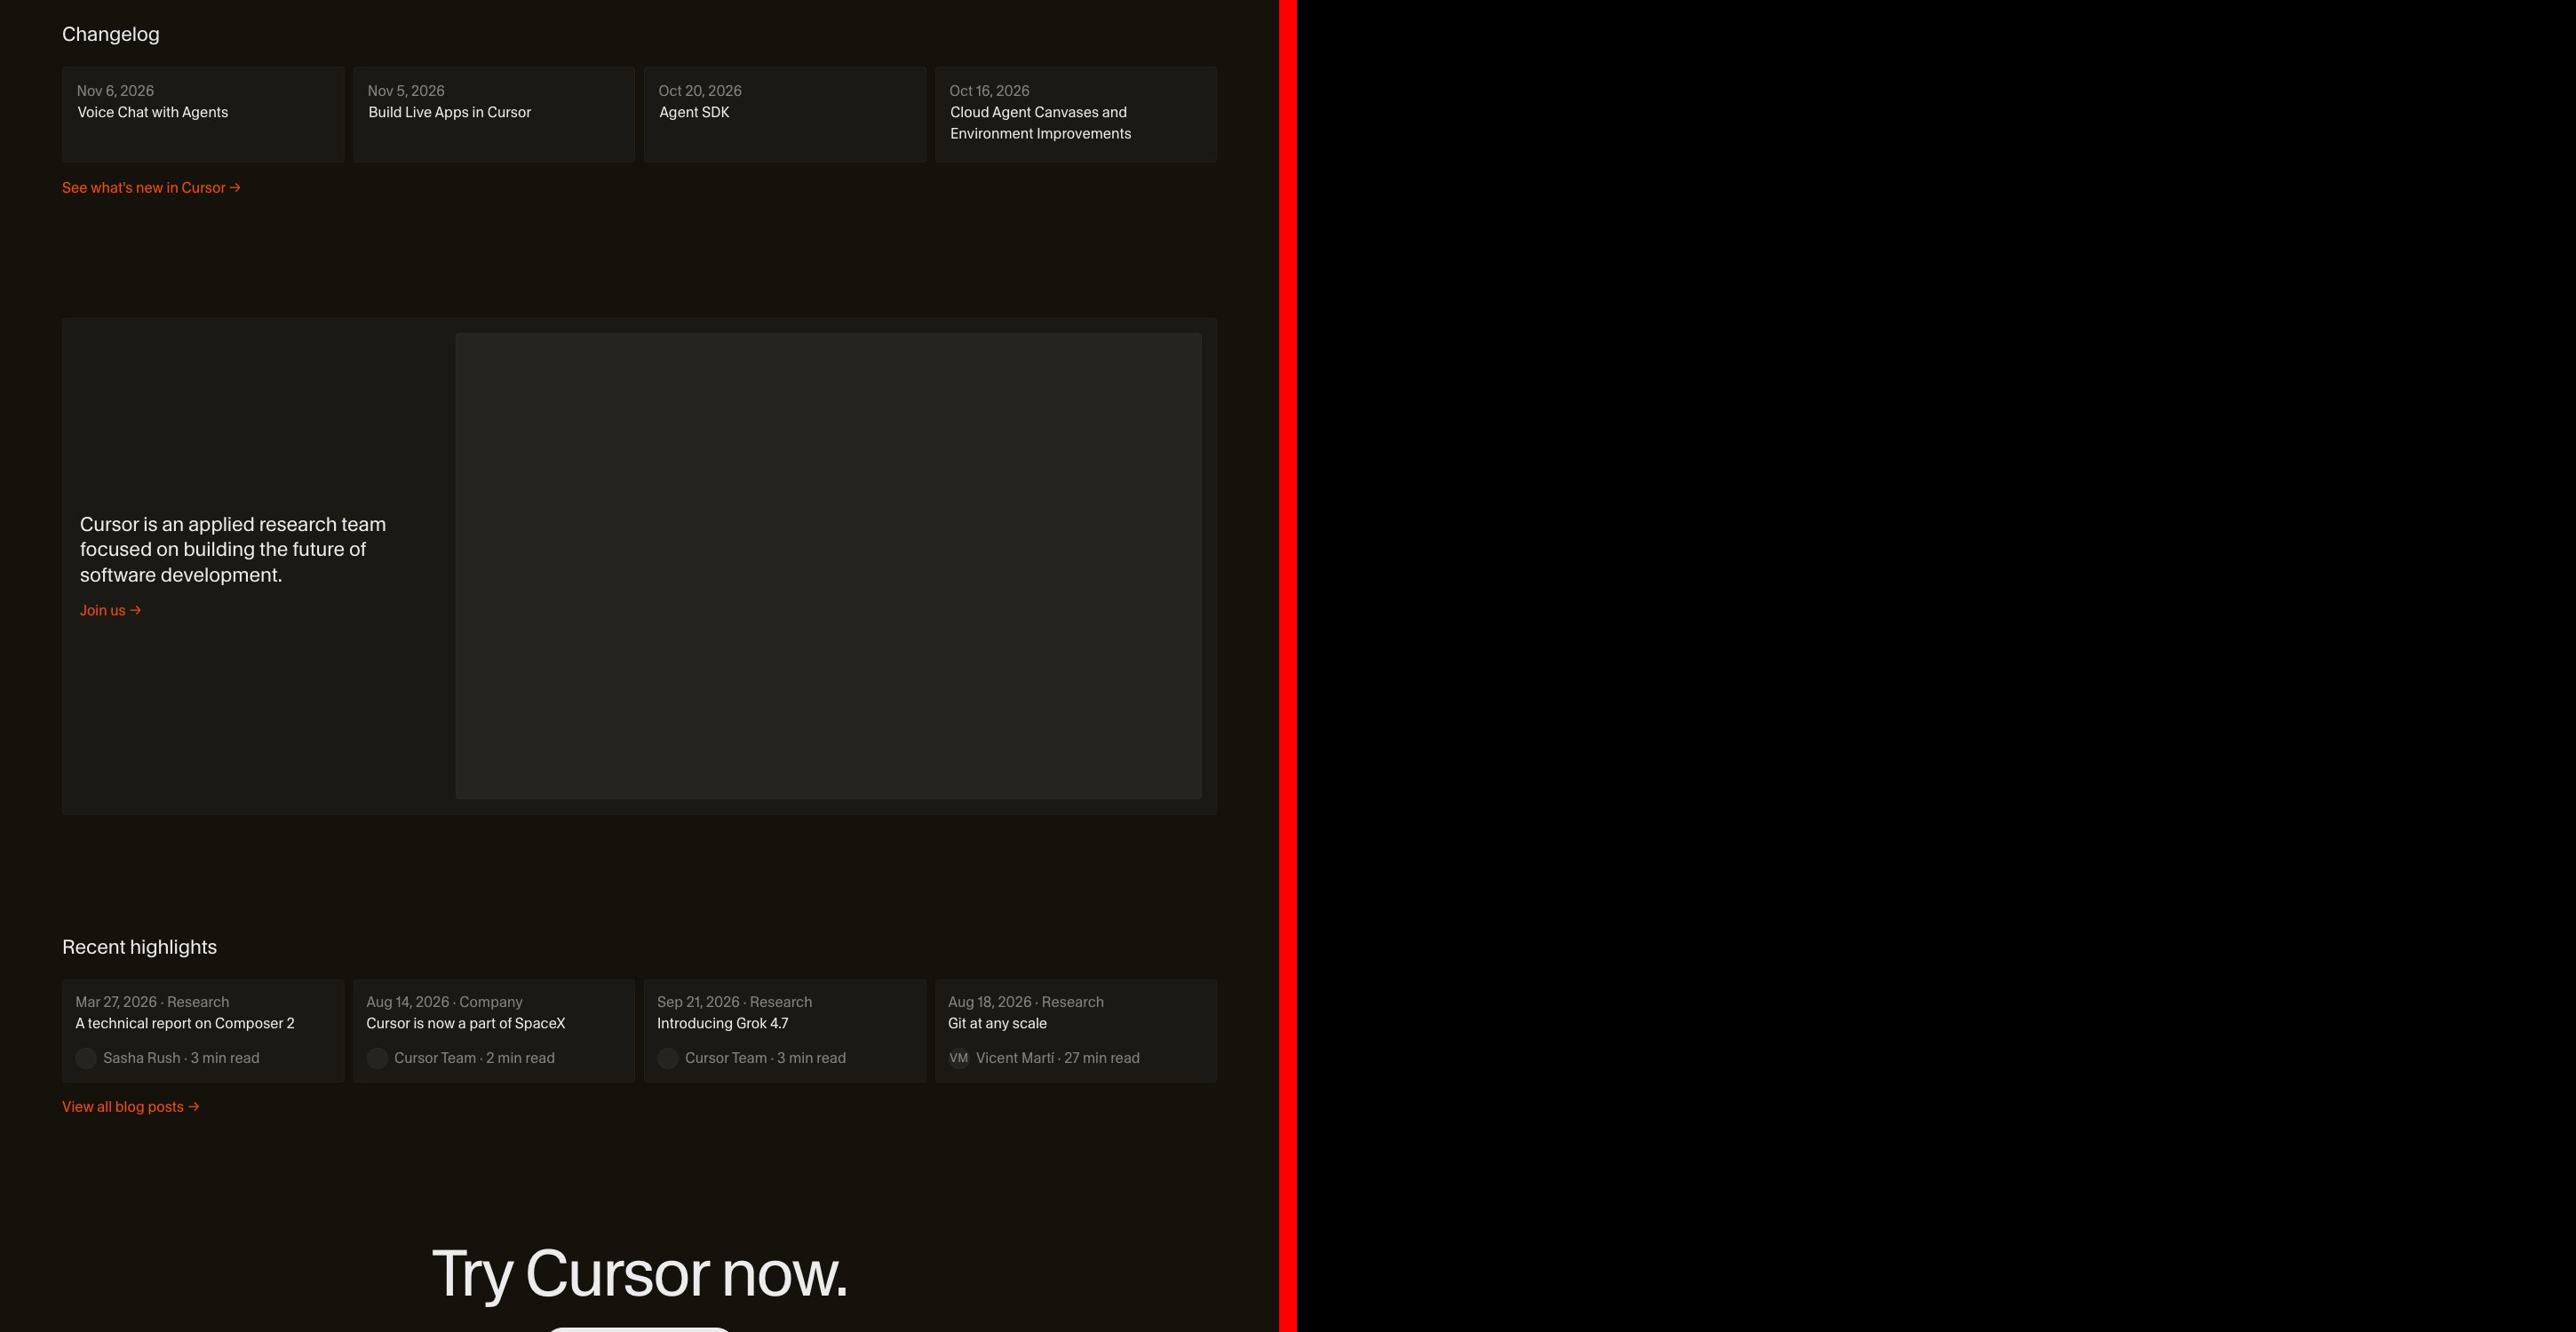 Changelog
Nov 6, 2026
Voice Chat with Agents
Nov 5, 2026
Build Live Apps in Cursor
Oct 20, 2026
Agent SDK
Oct 16, 2026
Cloud Agent Canvases and
Environment Improvements
See what's new in Cursor →
Cursor is an applied research team
focused on building the future of
software development.
Join us →
Recent highlights
Mar 27, 2026 · Research
A technical report on Composer 2
Sasha Rush · 3 min read
Aug 14, 2026 · Company
Cursor is now a part of SpaceX
Cursor Team · 2 min read
Sep 21, 2026 · Research
Introducing Grok 4.7
Cursor Team · 3 min read
Aug 18, 2026 · Research
Git at any scale
VM Vicent Martí · 27 min read
View all blog posts →
Try Cursor now.